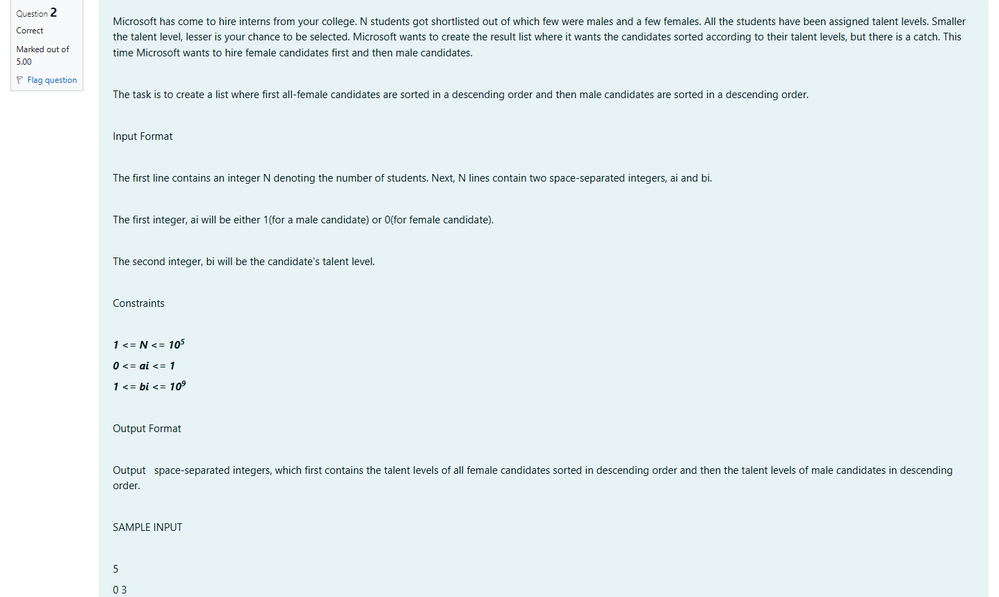 Question 2
Correct
Marked out of
5.00
Flag question
Microsoft has come to hire interns from your college. N students got shortlisted out of which few were males and a few females. All the students have been assigned talent levels. Smaller
the talent level, lesser is your chance to be selected. Microsoft wants to create the result list where it wants the candidates sorted according to their talent levels, but there is a catch. This
time Microsoft wants to hire female candidates first and then male candidates.
The task is to create a list where first all-female candidates are sorted in a descending order and then male candidates are sorted in a descending order.
Input Format
The first line contains an integer N denoting the number of students. Next, N lines contain two space-separated integers, ai and bi.
The first integer, ai will be either 1(for a male candidate) or 0(for female candidate).
The second integer, bi will be the candidate's talent level.
Constraints
1 <= N <= 10⁵
0 <= ai <= 1
1 <= bi <= 10⁹
Output Format
Output   space-separated integers, which first contains the talent levels of all female candidates sorted in descending order and then the talent levels of male candidates in descending
order.
SAMPLE INPUT
5
0 3